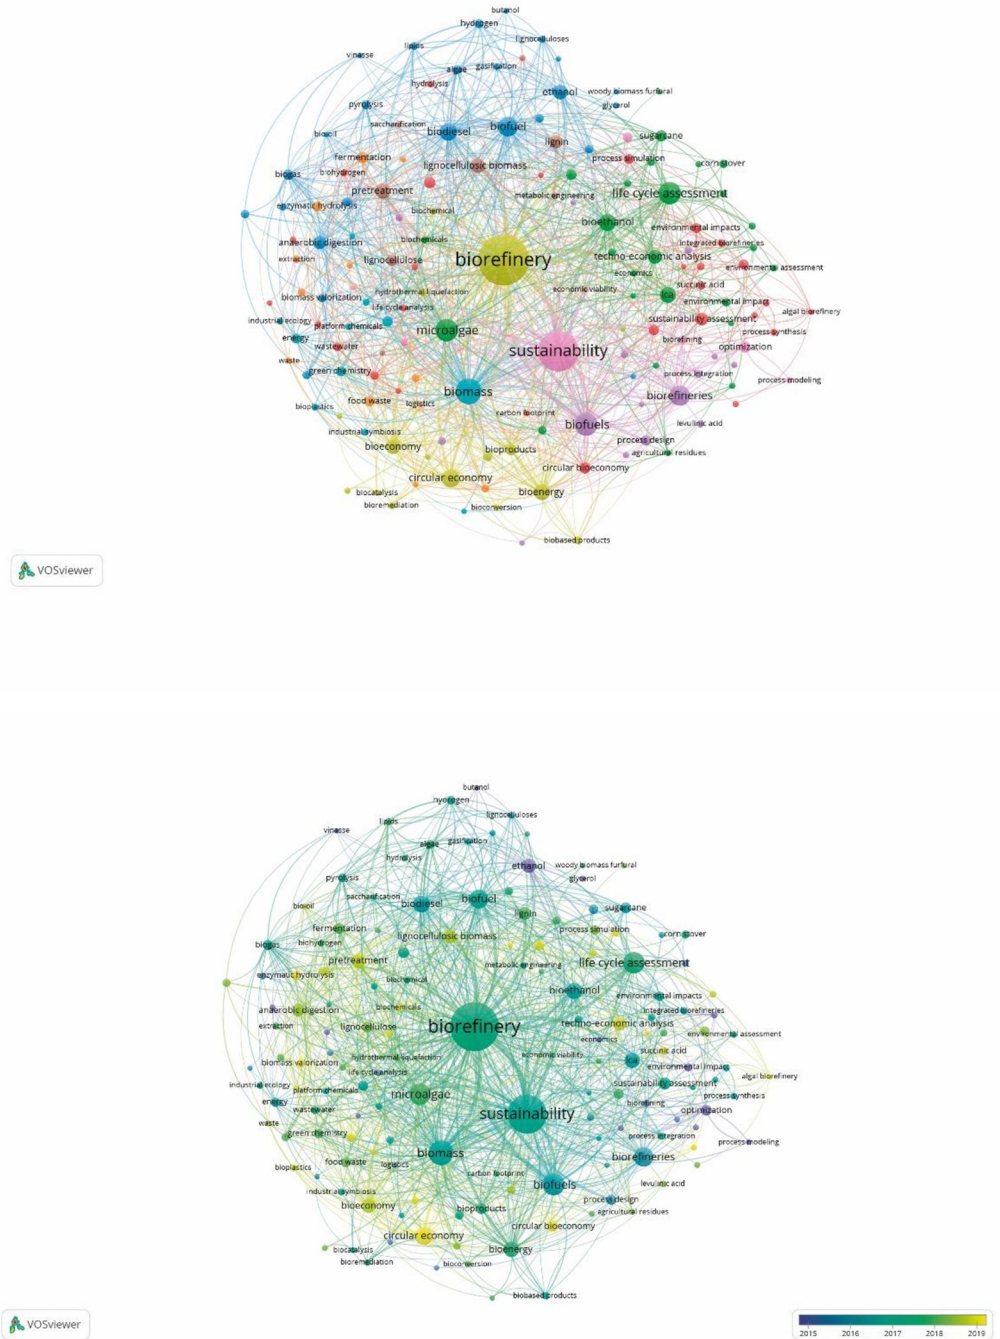 butanol
hydrogen
lignocelluloses
lipids
vinasse
algae
gasification
hydrolysis
ethanol
woody biomass furfural
pyrolysis
glycerol
saccharification
biodiesel
biofuel
bio oil
sugarcane
lignin
fermentation
process simulation
lignocellulosic biomass
corn stover
biogas
biohydrogen
pretreatment
metabolic engineering
life cycle assessment
enzymatic hydrolysis
biochemical
bioethanol
environmental impacts
anaerobic digestion
biochemicals
integrated biorefineries
extraction
lignocellulose
biorefinery
techno-economic analysis
environmental assessment
economics
hydrothermal liquefaction
economic viability
succinic acid
biomass valorization
lca
environmental impact
life cycle analysis
algal biorefinery
industrial ecology
platform chemicals
sustainability assessment
microalgae
process synthesis
energy
biorefining
wastewater
sustainability
optimization
waste
green chemistry
process integration
process modeling
biomass
biorefineries
food waste
logistics
bioplastics
carbon footprint
levulinic acid
biofuels
industrial symbiosis
process design
bioeconomy
bioproducts
agricultural residues
circular bioeconomy
circular economy
biocatalysis
bioenergy
bioremediation
bioconversion
biobased products
VOSviewer
butanol
hydrogen
lignocelluloses
lipids
vinasse
algae
gasification
hydrolysis
ethanol
woody biomass furfural
pyrolysis
glycerol
saccharification
biodiesel
biofuel
bio oil
sugarcane
lignin
fermentation
process simulation
lignocellulosic biomass
corn stover
biogas
biohydrogen
pretreatment
metabolic engineering
life cycle assessment
enzymatic hydrolysis
biochemical
bioethanol
environmental impacts
anaerobic digestion
biochemicals
integrated biorefineries
extraction
lignocellulose
biorefinery
techno-economic analysis
environmental assessment
economics
hydrothermal liquefaction
economic viability
succinic acid
biomass valorization
lca
environmental impact
life cycle analysis
algal biorefinery
industrial ecology
platform chemicals
sustainability assessment
microalgae
process synthesis
energy
biorefining
wastewater
sustainability
optimization
waste
green chemistry
process integration
process modeling
biomass
biorefineries
food waste
logistics
bioplastics
carbon footprint
levulinic acid
biofuels
industrial symbiosis
process design
bioeconomy
bioproducts
agricultural residues
circular bioeconomy
circular economy
biocatalysis
bioenergy
bioremediation
bioconversion
biobased products
VOSviewer
2015 2016 2017 2018 2019